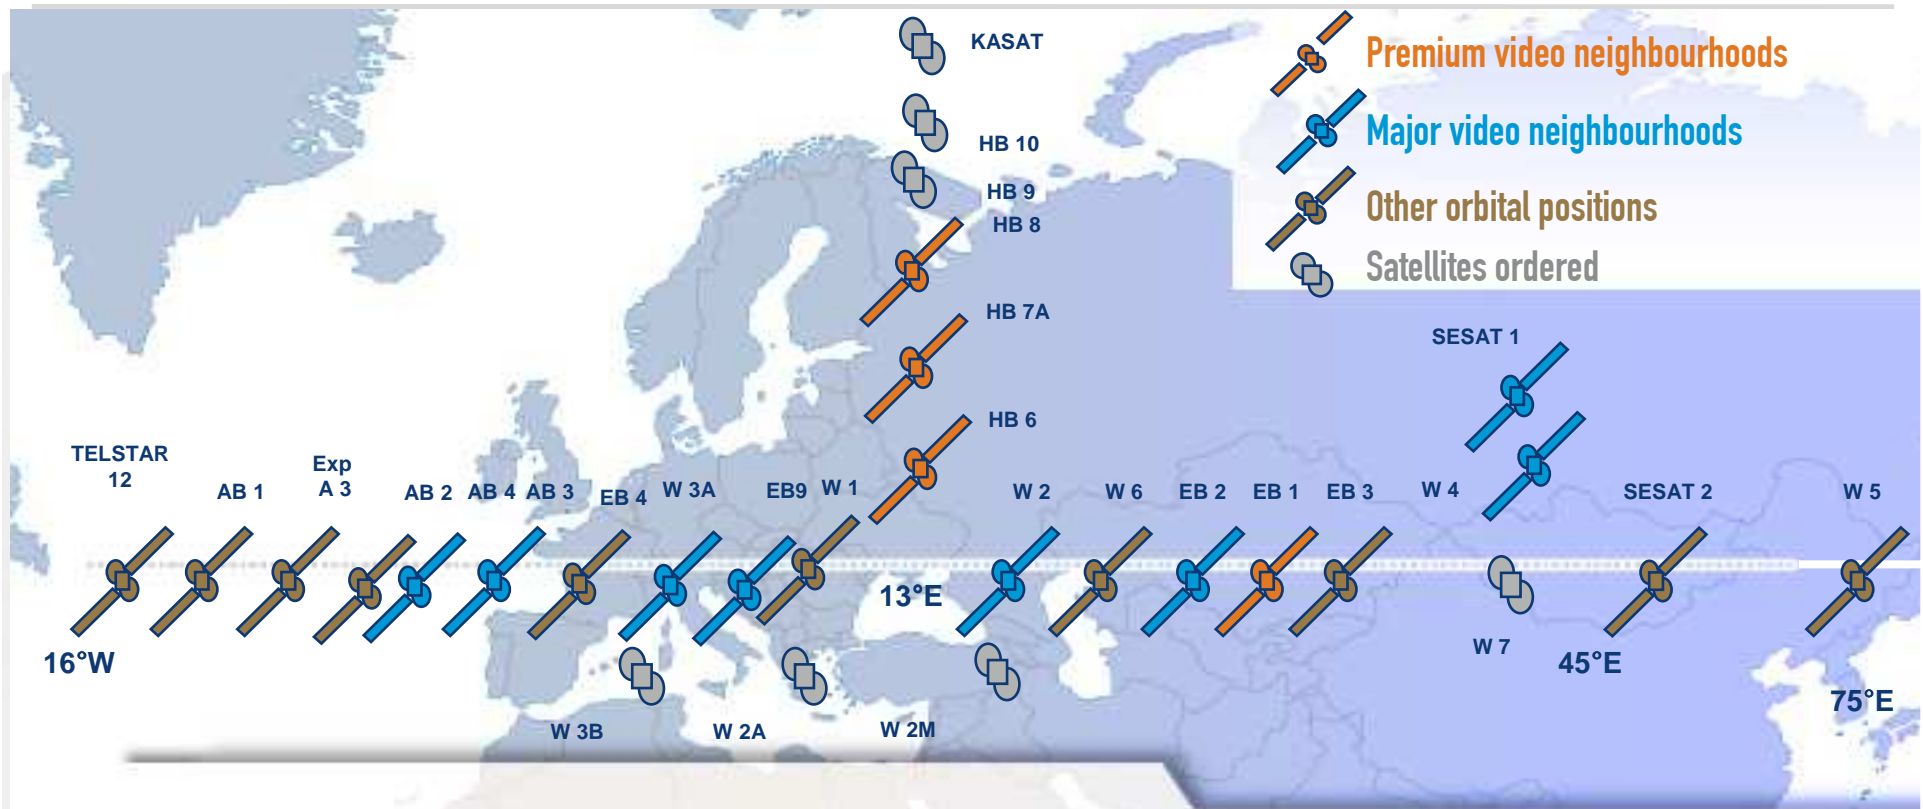 KASAT
Premium video neighbourhoods
Major video neighbourhoods
HB 10
HB 9
Other orbital positions
HB 8
Satellites ordered
HB 7A
SESAT 1
HB 6
TELSTAR
12
Exp
A 3
AB 1
AB 2
AB 4
AB 3
EB 4
W 3A
EB9
W 1
W 2
W 6
EB 2
EB 1
EB 3
W 4
SESAT 2
W 5
13°E
16°W
W 7
45°E
75°E
W 3B
W 2A
W 2M